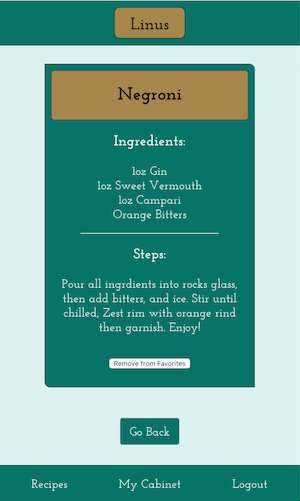 Linus
Negroni
Ingredients:
1oz Gin
1oz Sweet Vermouth
1oz Campari
Orange Bitters
Steps:
Pour all ingrdients into rocks glass,
then add bitters, and ice. Stir until
chilled, Zest rim with orange rind
then garnish. Enjoy!
Remove from Favorites
Go Back
Recipes My Cabinet Logout